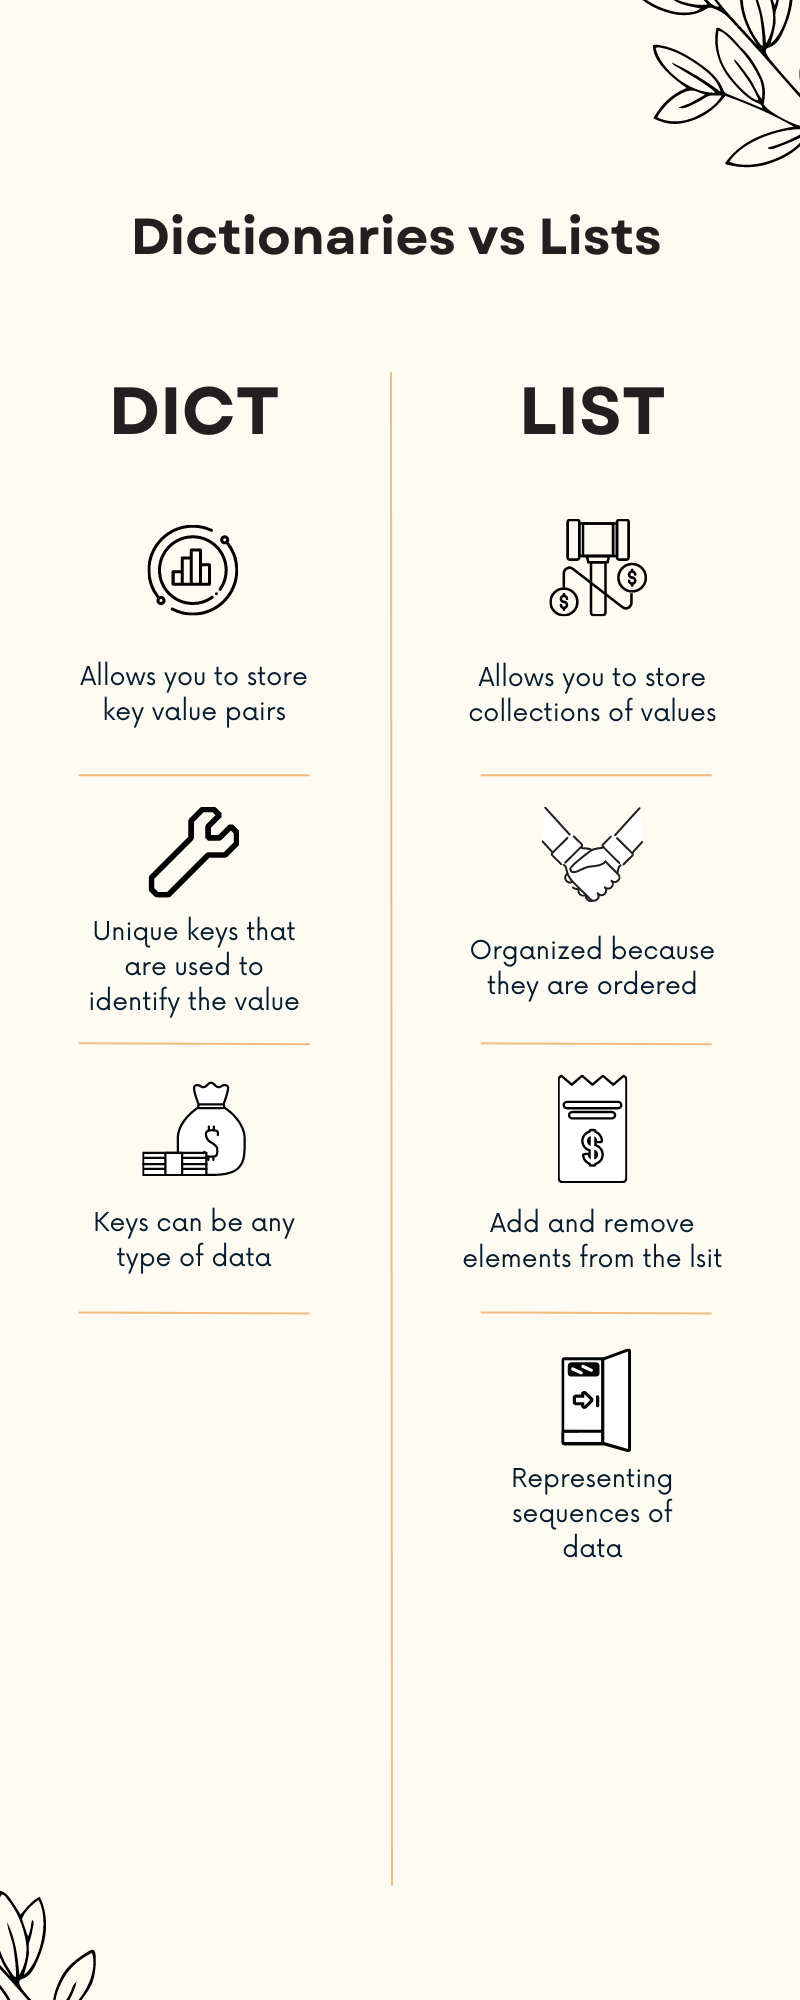 Dictionaries vs Lists
DICT
Allows you to store
key value pairs
Unique keys that
are used to
identify the value
Keys can be any
type of data
LIST
Allows you to store
collections of values
Organized because
they are ordered
Add and remove
elements from the lsit
Representing
sequences of
data